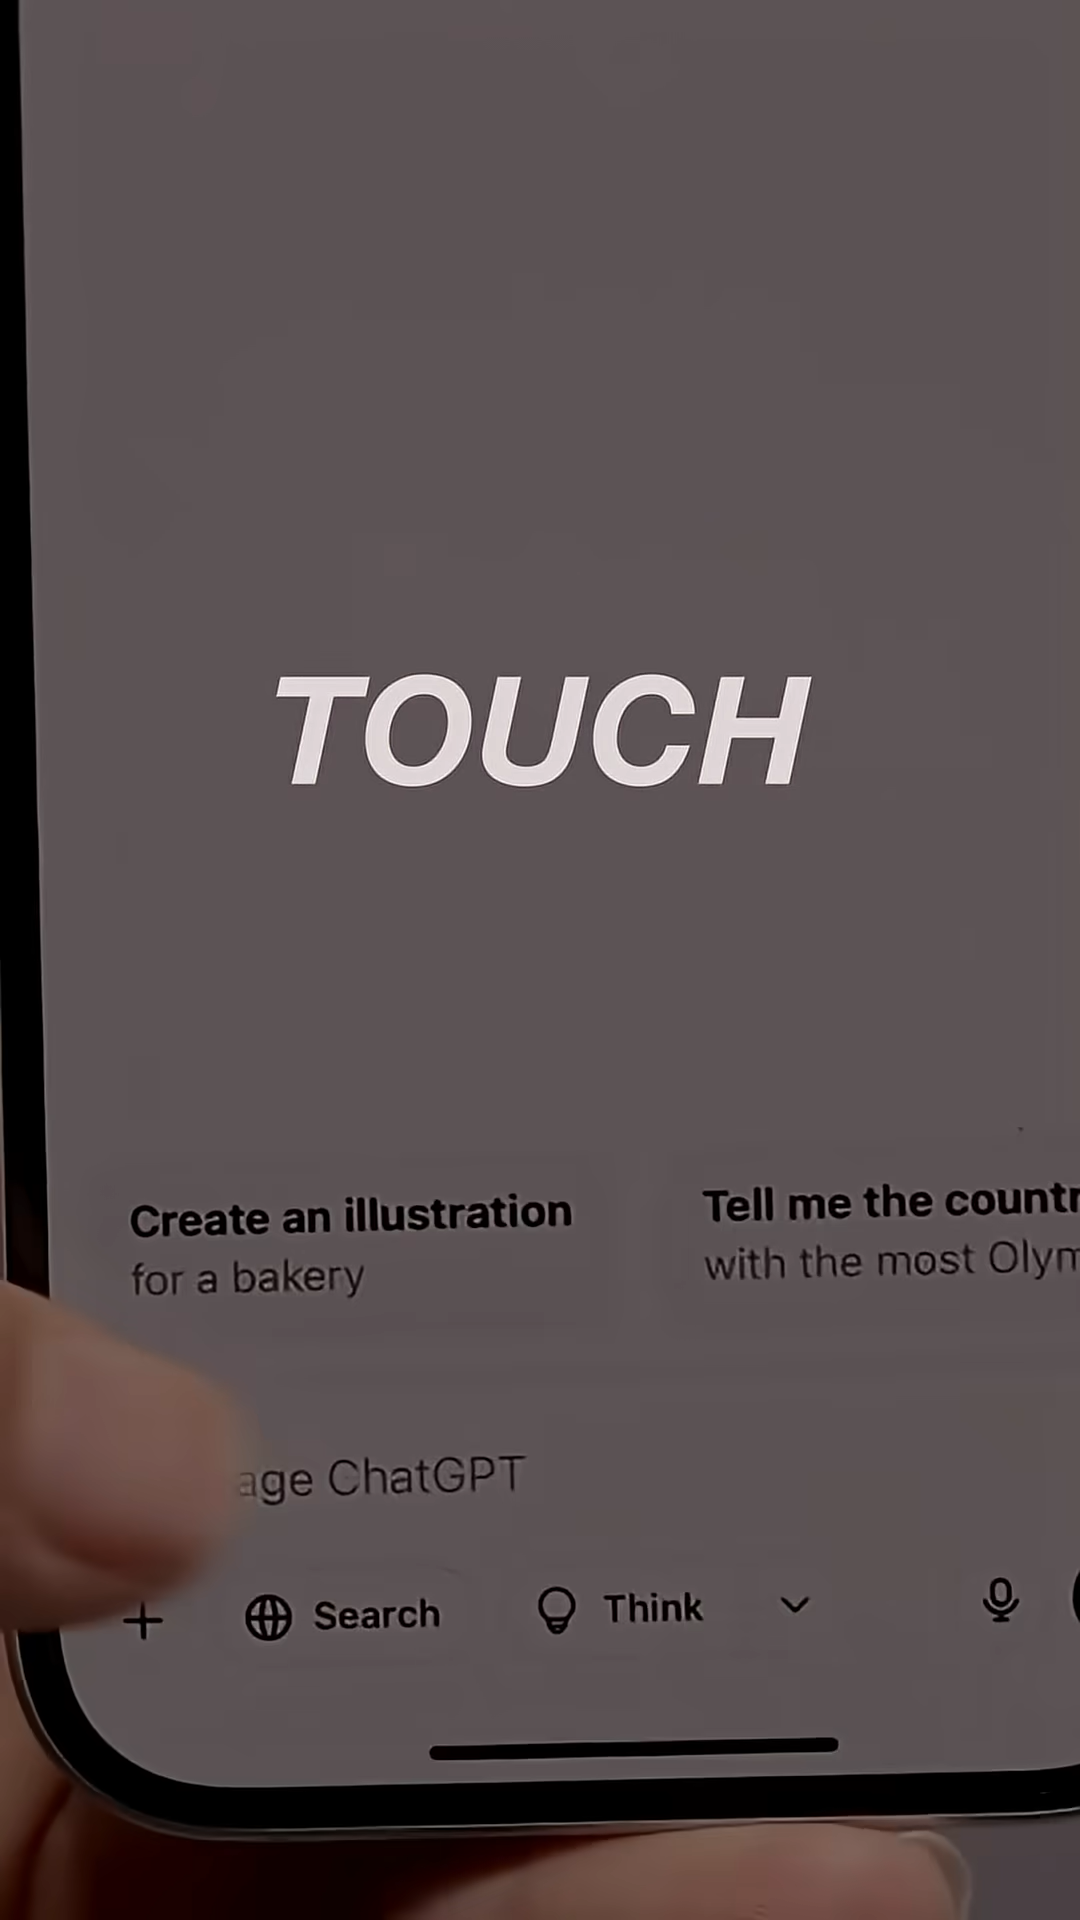 TOUCH
Create an illustration
for a bakery
Tell me the countr
with the most Olym
age ChatGPT
Search
Think